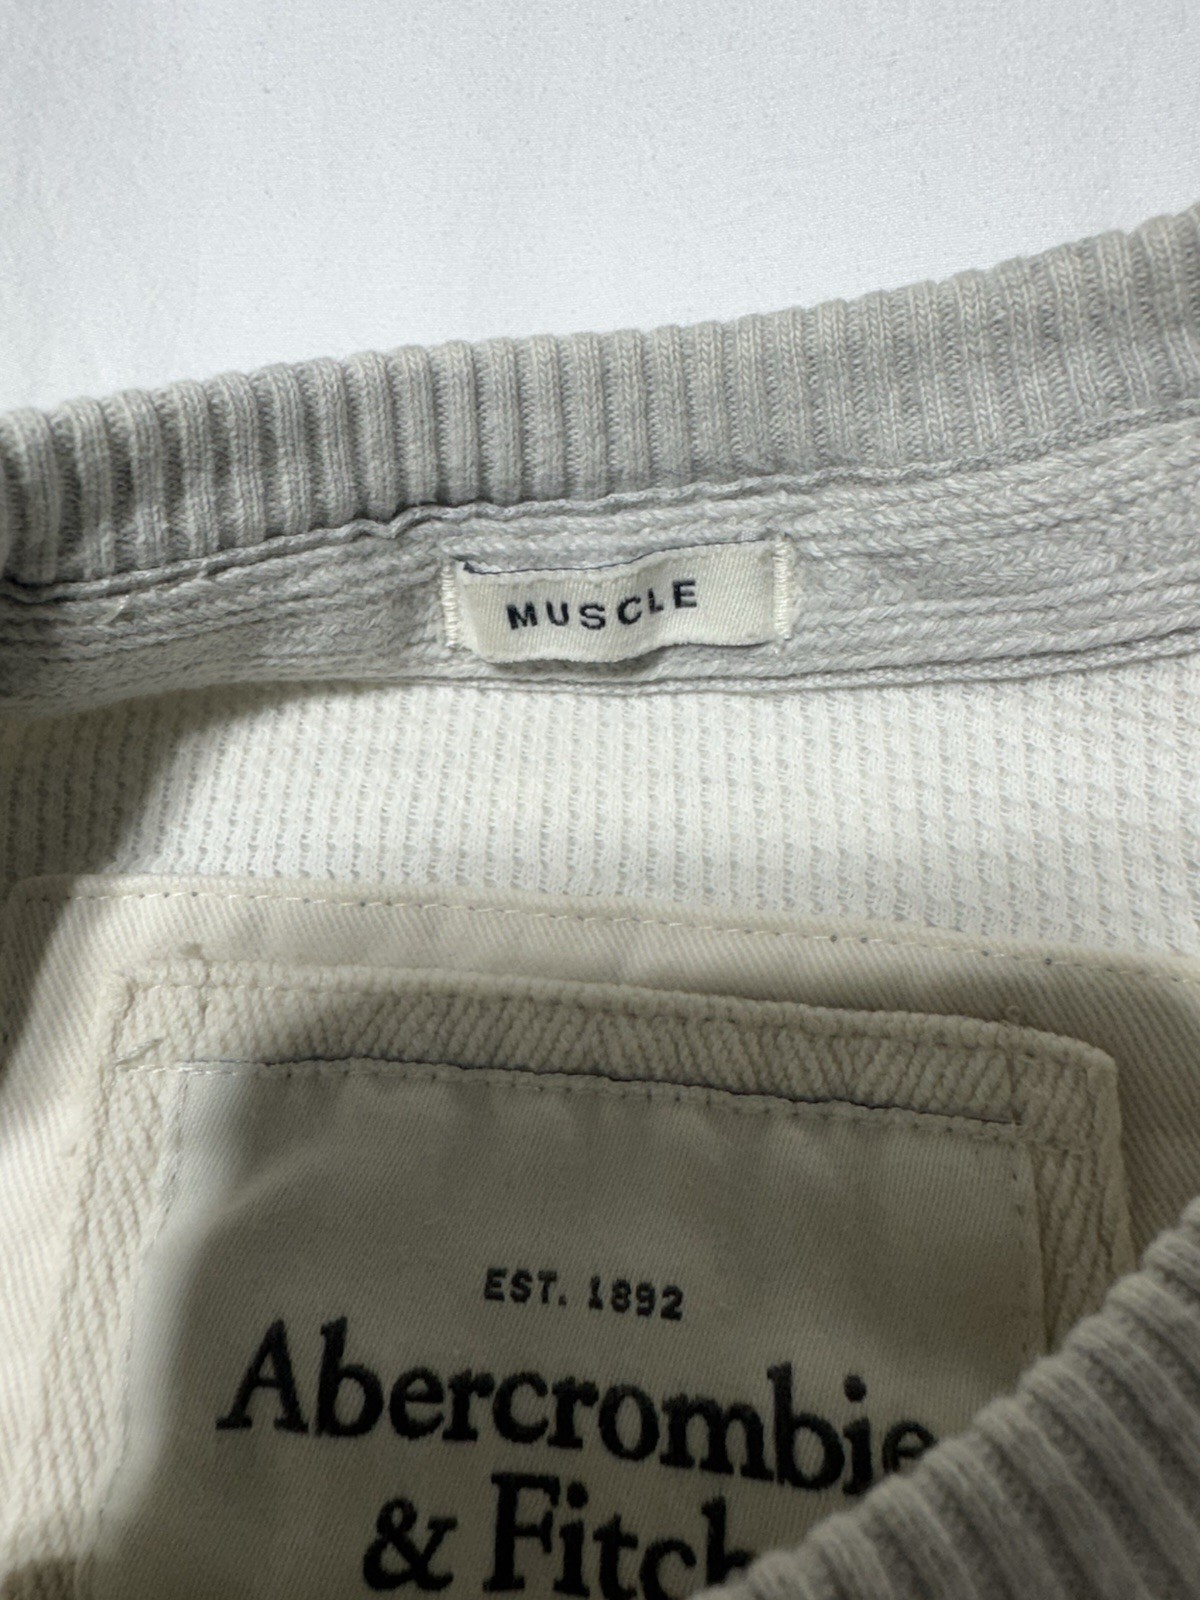 MUSCLE
EST. 1892
Abercrombie
& Fitch